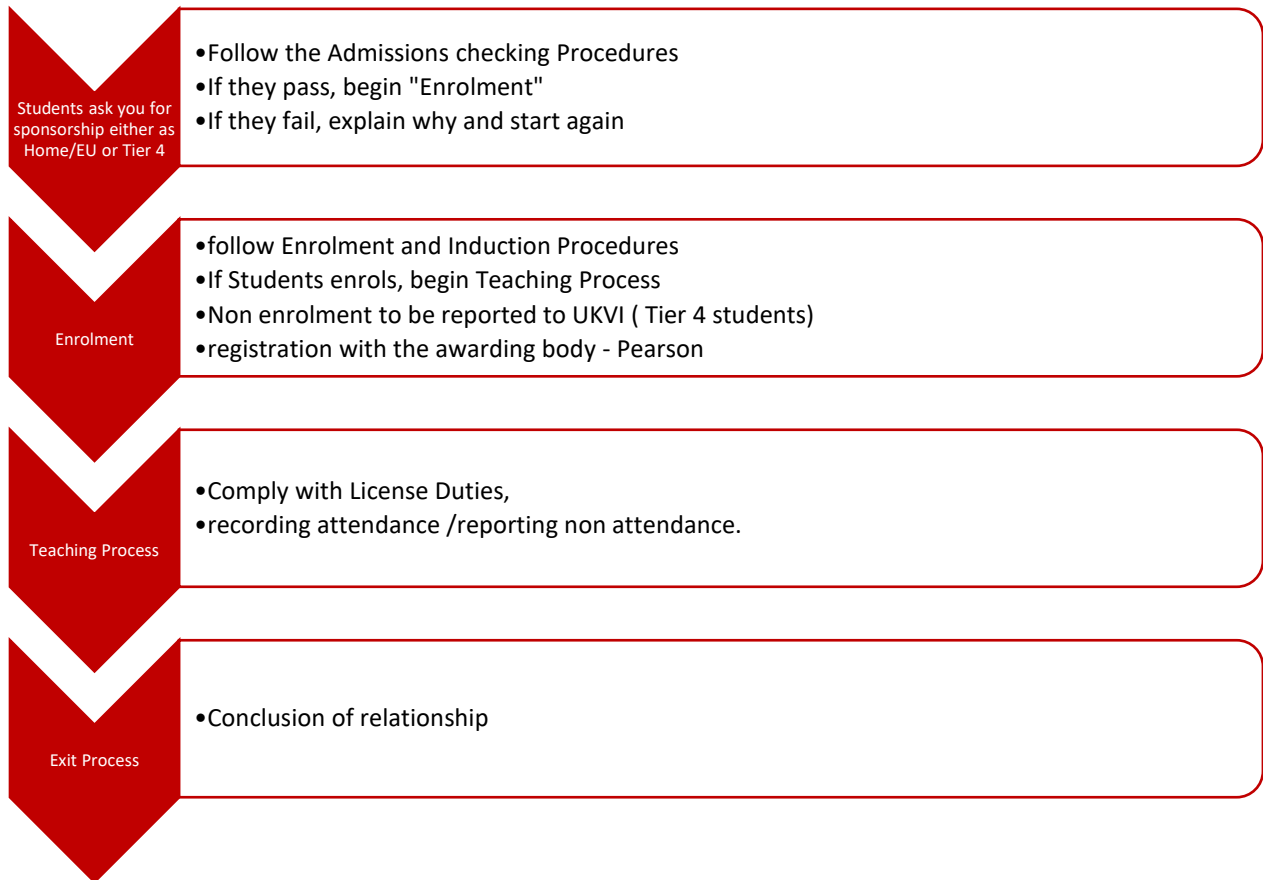 Students ask you for
sponsorship either as
Home/EU or Tier 4
•Follow the Admissions checking Procedures
•If they pass, begin "Enrolment"
•If they fail, explain why and start again
Enrolment
•follow Enrolment and Induction Procedures
•If Students enrols, begin Teaching Process
•Non enrolment to be reported to UKVI ( Tier 4 students)
•registration with the awarding body - Pearson
Teaching Process
•Comply with License Duties,
•recording attendance /reporting non attendance.
Exit Process
•Conclusion of relationship